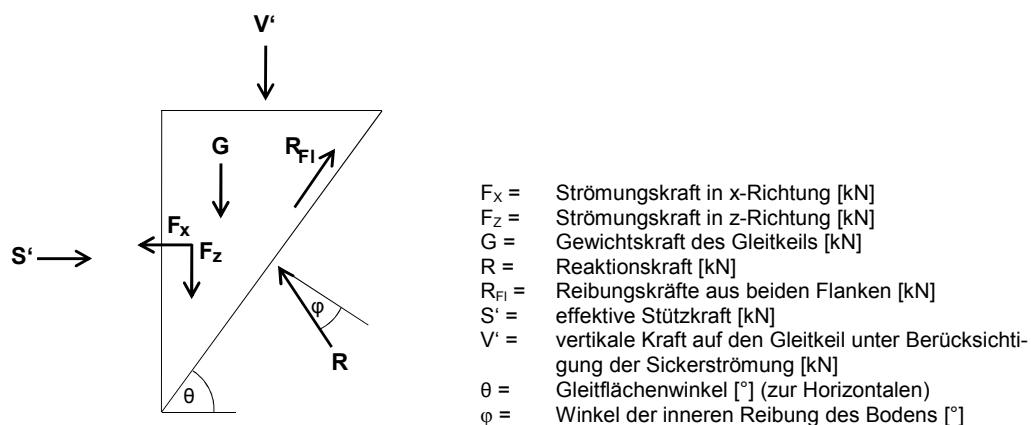 V‘
G
R_Fl
F_x
F_z
S‘
φ
R
θ
F_X = Strömungskraft in x-Richtung [kN]
F_Z = Strömungskraft in z-Richtung [kN]
G = Gewichtskraft des Gleitkeils [kN]
R = Reaktionskraft [kN]
R_Fl = Reibungskräfte aus beiden Flanken [kN]
S‘ = effektive Stützkraft [kN]
V‘ = vertikale Kraft auf den Gleitkeil unter Berücksichti-
gung der Sickerströmung [kN]
θ = Gleitflächenwinkel [°] (zur Horizontalen)
φ = Winkel der inneren Reibung des Bodens [°]